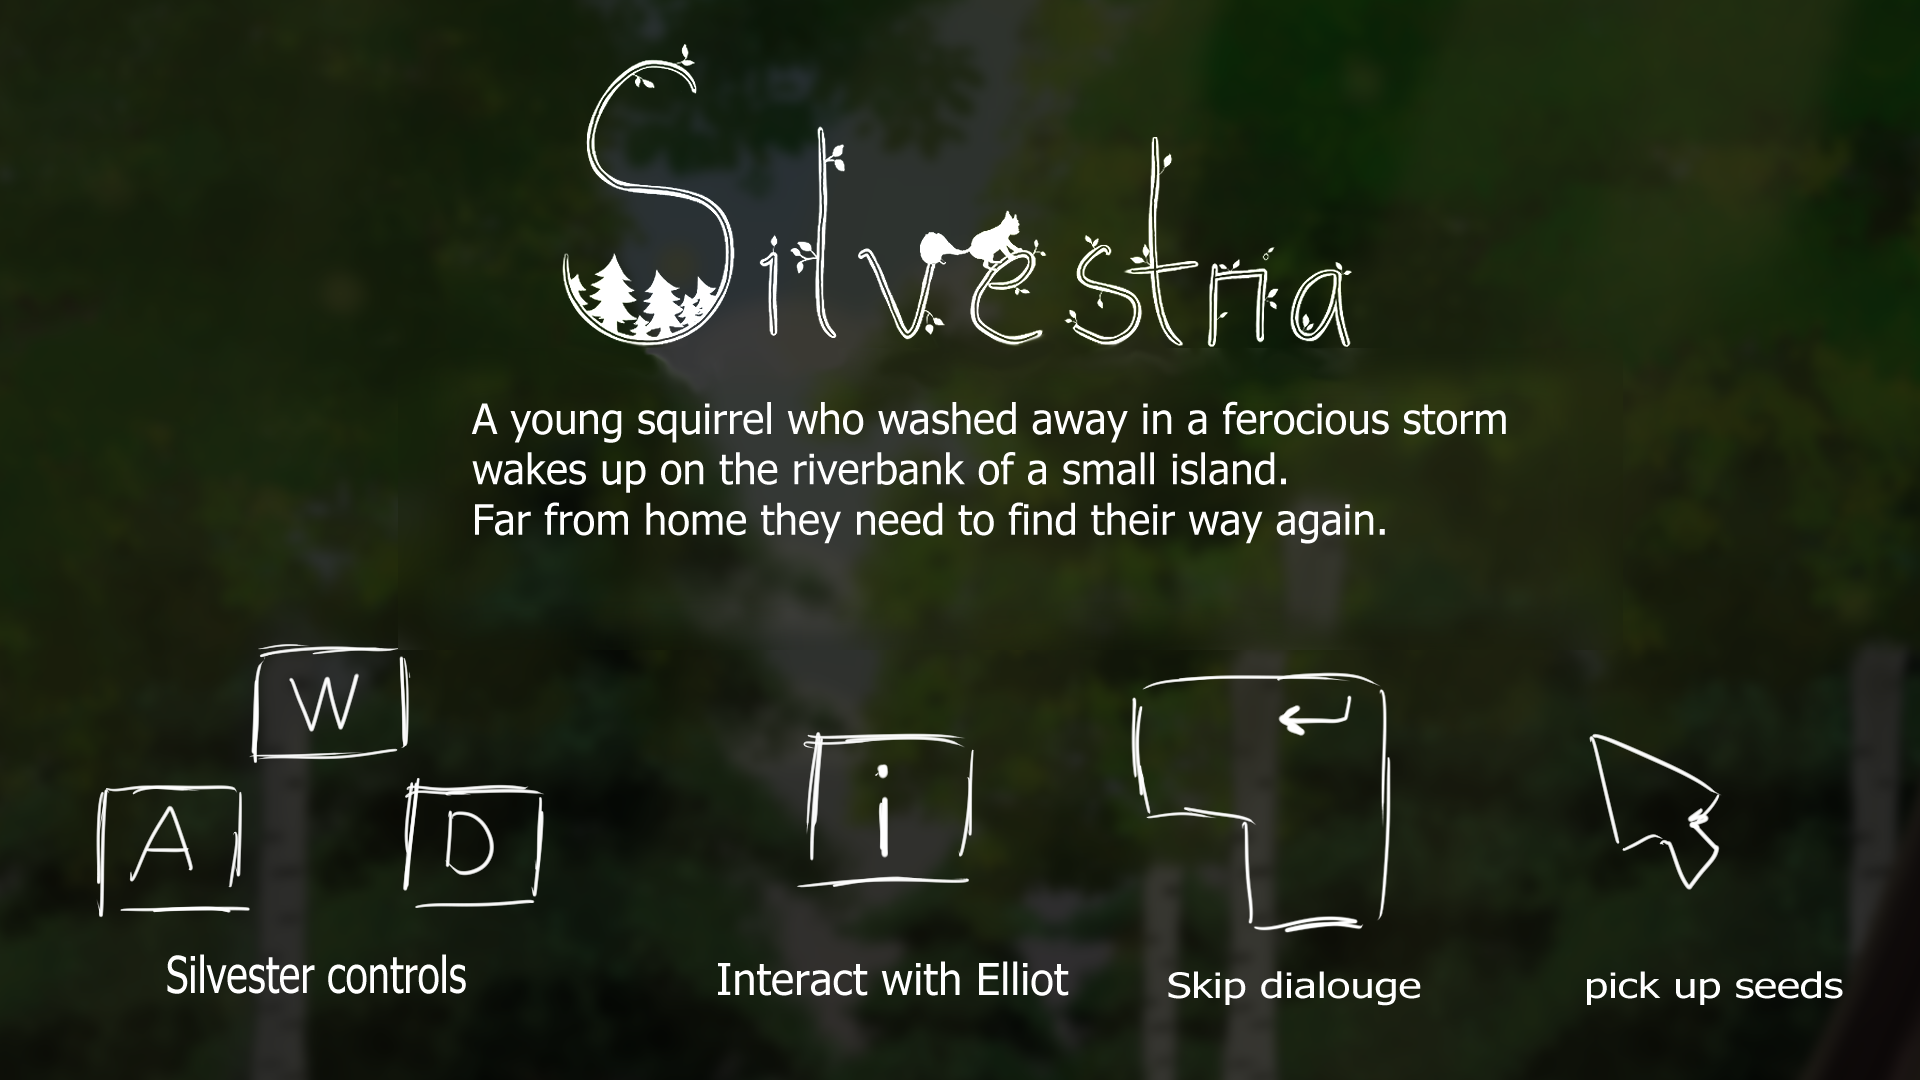 Silvestria
A young squirrel who washed away in a ferocious storm
wakes up on the riverbank of a small island.
Far from home they need to find their way again.
W
A D
i
Silvester controls
Interact with Elliot
Skip dialouge
pick up seeds